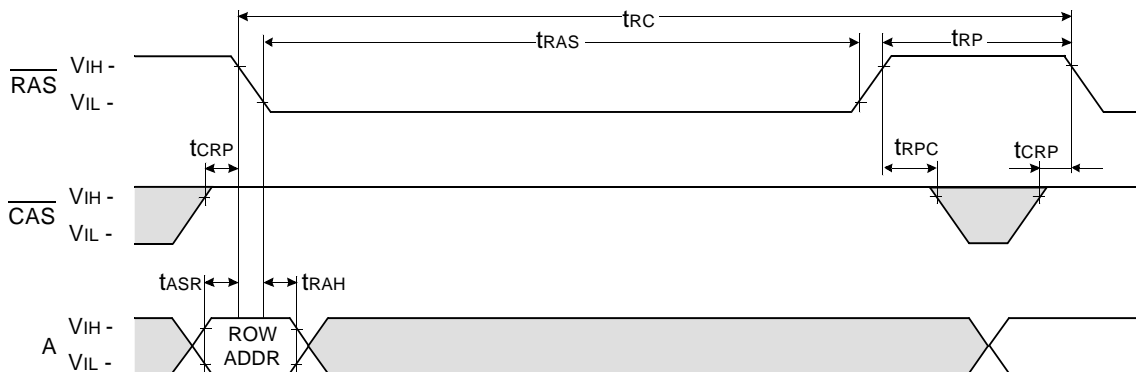 tRC
tRAS
tRP
RAS
VIH -
VIL -
tCRP
tRPC
tCRP
CAS
VIH -
VIL -
tASR
tRAH
A
VIH -
VIL -
ROW
ADDR